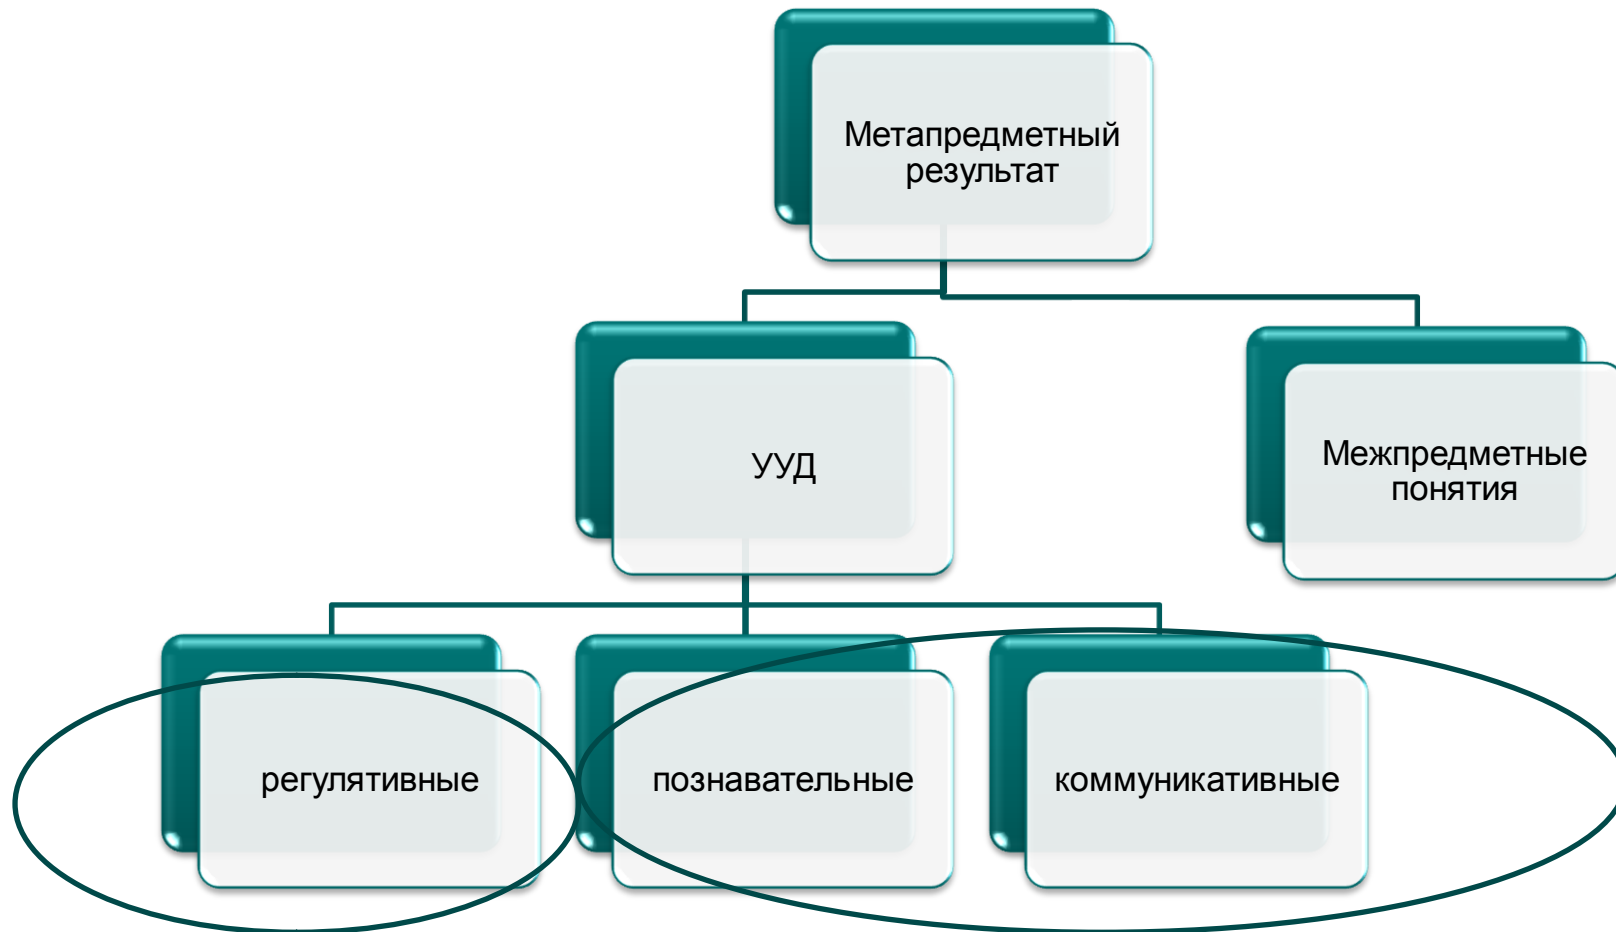 Метапредметный
результат
УУД
Межпредметные
понятия
регулятивные
познавательные
коммуникативные